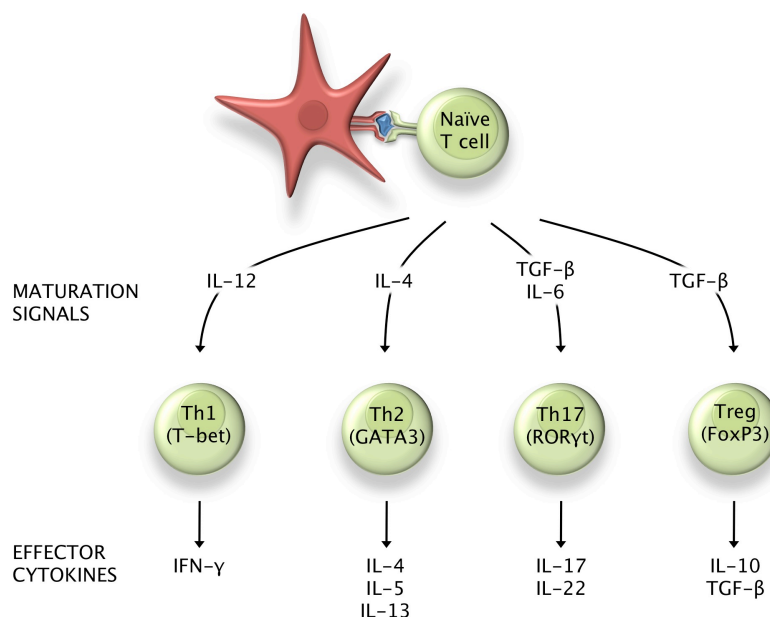 Naïve
T cell
MATURATION
SIGNALS
IL-12
IL-4
TGF-β
IL-6
TGF-β
Th1
(T-bet)
Th2
(GATA3)
Th17
(RORγt)
Treg
(FoxP3)
EFFECTOR
CYTOKINES
IFN-γ
IL-4
IL-5
IL-13
IL-17
IL-22
IL-10
TGF-β